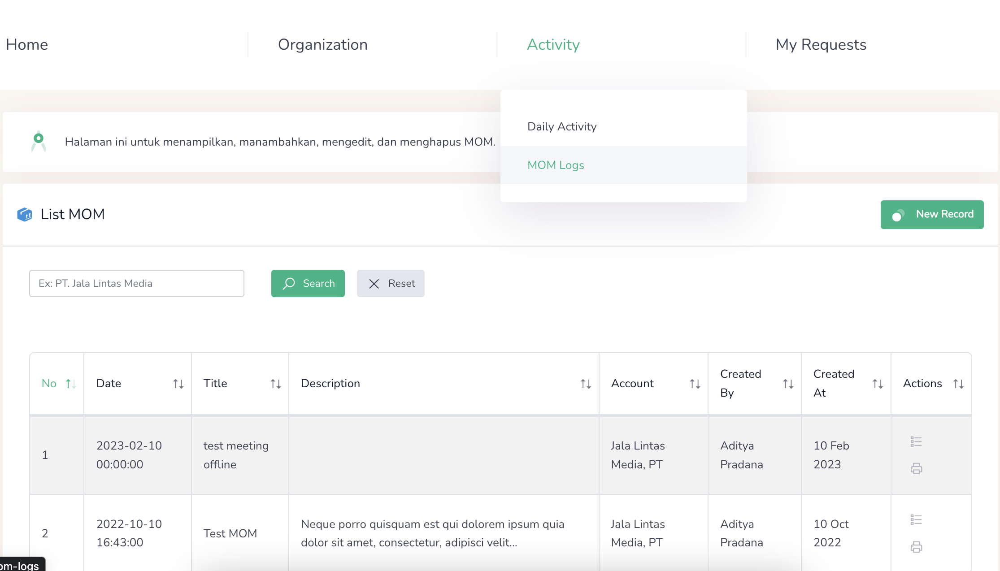 Home
Organization
Activity
My Requests
Daily Activity
Halaman ini untuk menampilkan, manambahkan, mengedit, dan menghapus MOM.
MOM Logs
List MOM
New Record
Ex: PT. Jala Lintas Media
Search
Reset
No
Date
Title
Description
Account
Created
By
Created
At
Actions
1
2023-02-10
00:00:00
test meeting
offline
Jala Lintas
Media, PT
Aditya
Pradana
10 Feb
2023
2
2022-10-10
16:43:00
Test MOM
Neque porro quisquam est qui dolorem ipsum quia
dolor sit amet, consectetur, adipisci velit...
Jala Lintas
Media, PT
Aditya
Pradana
10 Oct
2022
om-logs